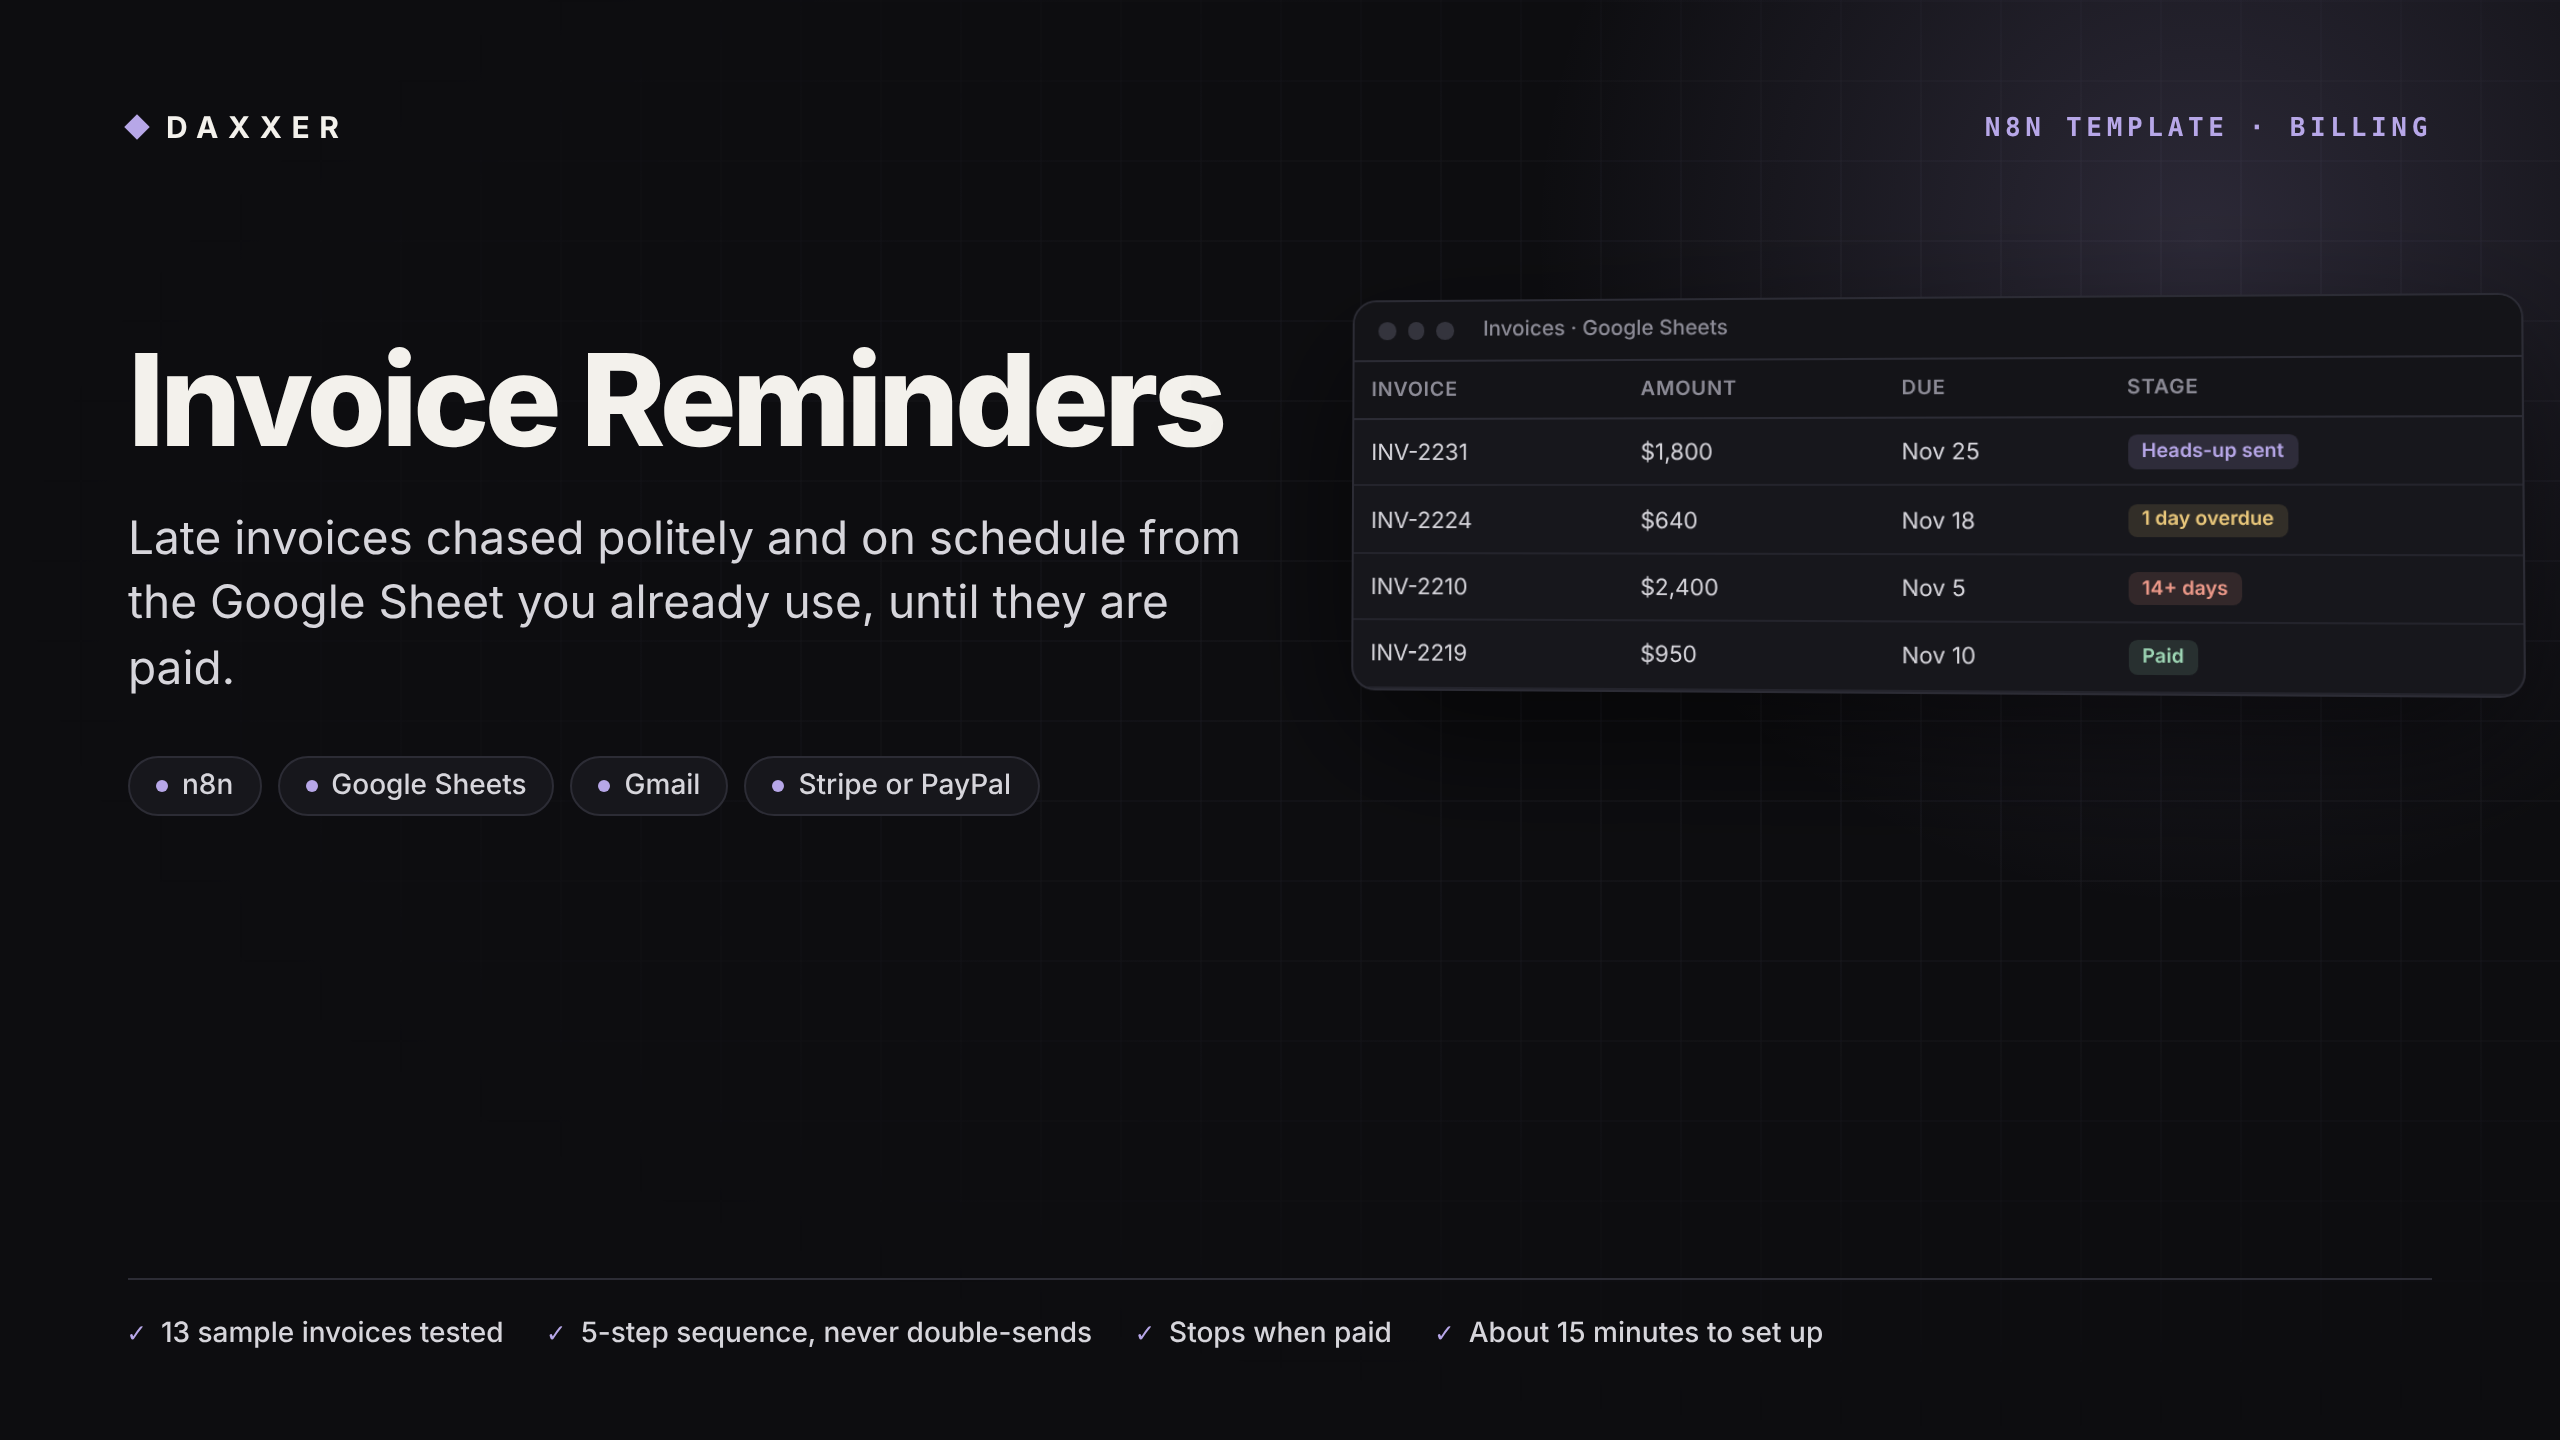 DAXXER
N8N TEMPLATE · BILLING
Invoice Reminders
Late invoices chased politely and on schedule from
the Google Sheet you already use, until they are
paid.
n8n
Google Sheets
Gmail
Stripe or PayPal
Invoices · Google Sheets
INVOICE AMOUNT DUE STAGE
INV-2231 $1,800 Nov 25 Heads-up sent
INV-2224 $640 Nov 18 1 day overdue
INV-2210 $2,400 Nov 5 14+ days
INV-2219 $950 Nov 10 Paid
✓ 13 sample invoices tested ✓ 5-step sequence, never double-sends ✓ Stops when paid ✓ About 15 minutes to set up